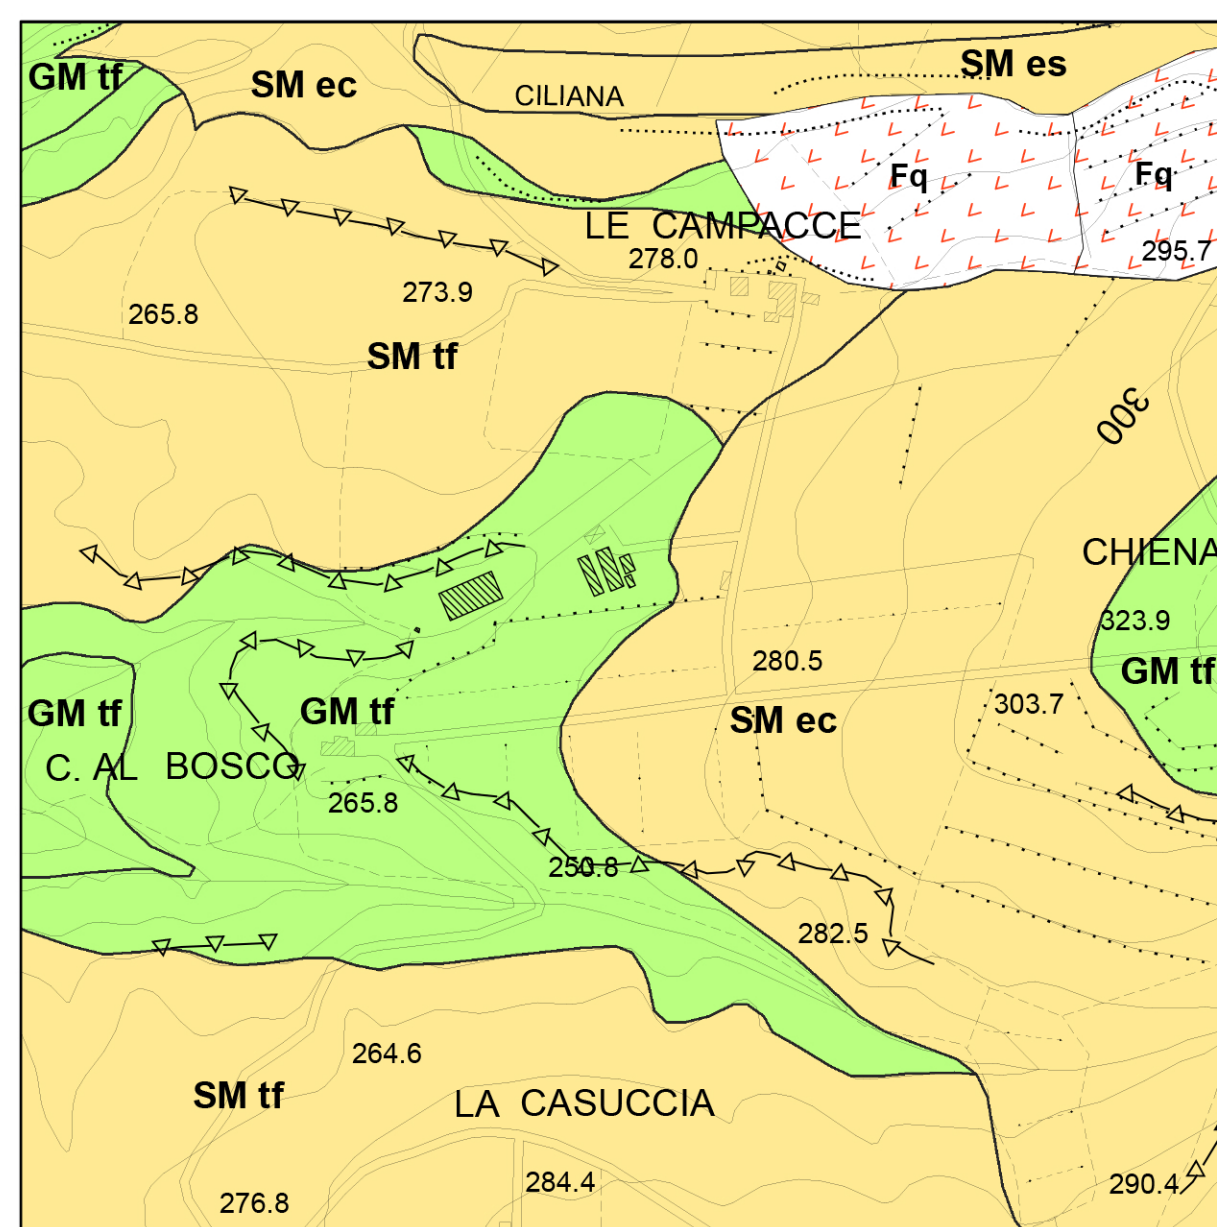 SM es
GM tf
SM ec
CILIANA
Fq
Fq
LE CAMPACCE
295.7
278.0
273.9
265.8
SM tf
300
CHIENA
323.9
280.5
GM tf
303.7
GM tf
GM tf
SM ec
C. AL BOSCO
265.8
250.8
282.5
264.6
SM tf
LA CASUCCIA
284.4
290.4
276.8